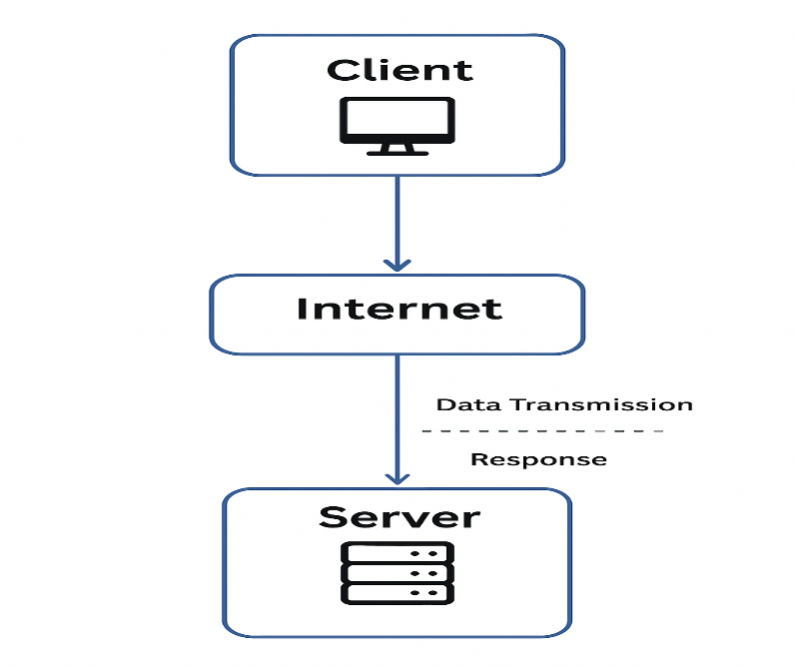 Client
Internet
Data Transmission
Response
Server